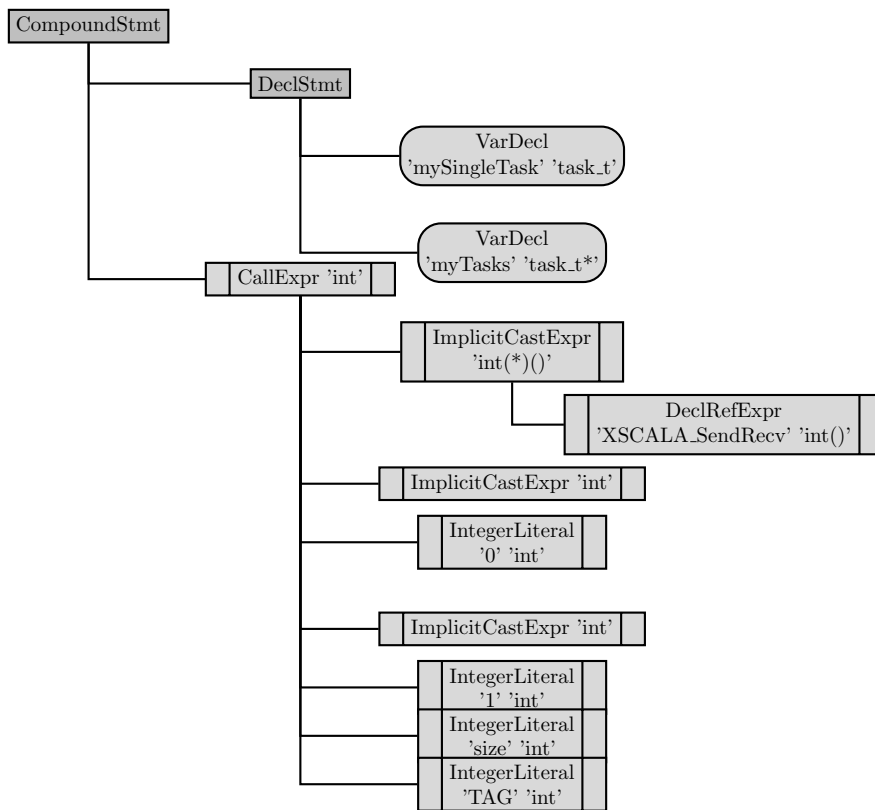 CompoundStmt
DeclStmt
VarDecl
'mySingleTask' 'task_t'
VarDecl
'myTasks' 'task_t*'
CallExpr 'int'
ImplicitCastExpr
'int(*)()'
DeclRefExpr
'XSCALA_SendRecv' 'int()'
ImplicitCastExpr 'int'
IntegerLiteral
'0' 'int'
ImplicitCastExpr 'int'
IntegerLiteral
'1' 'int'
IntegerLiteral
'size' 'int'
IntegerLiteral
'TAG' 'int'